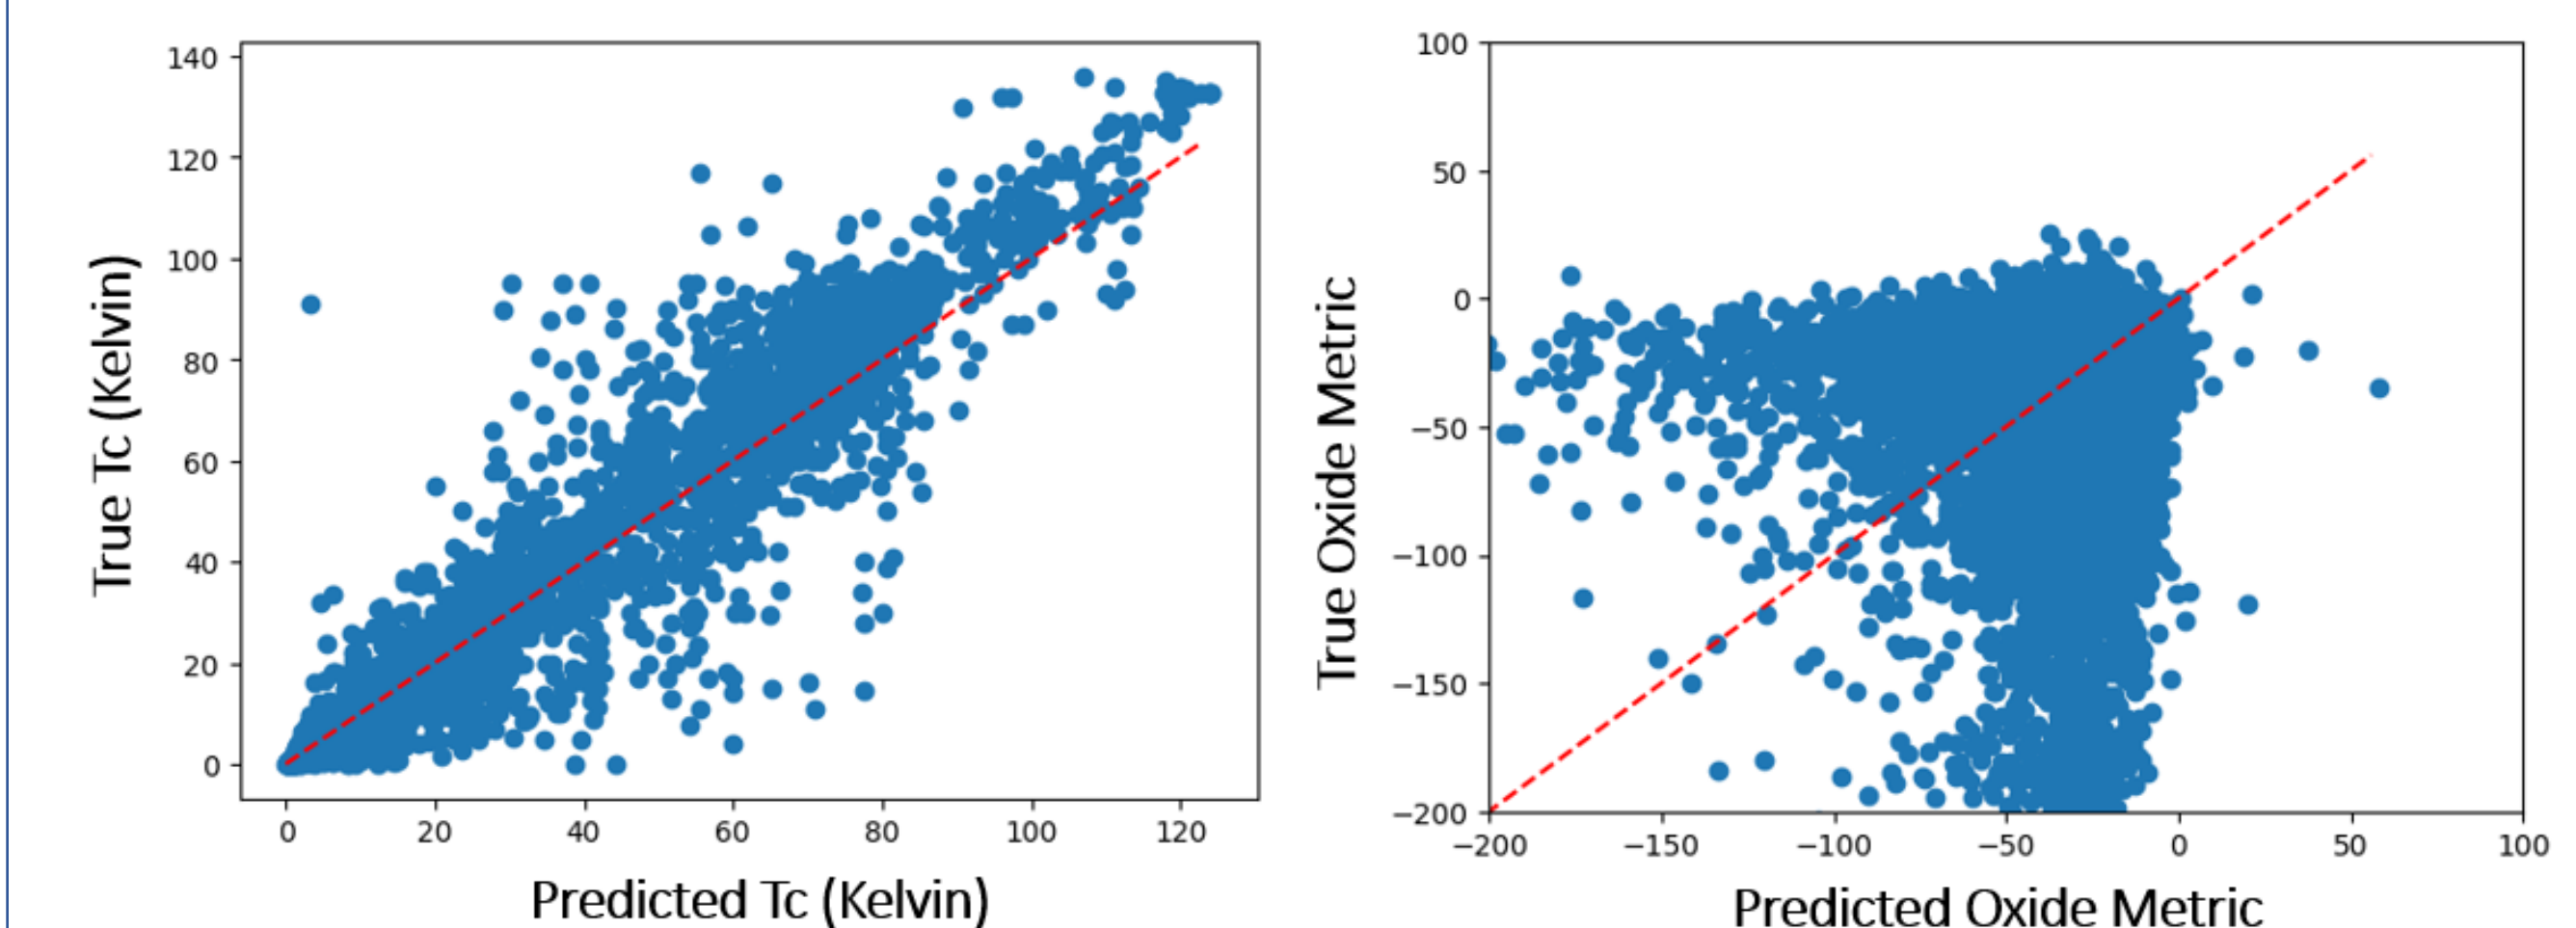 True Tc (Kelvin)
140
120
100
80
60
40
20
0
0 20 40 60 80 100 120
Predicted Tc (Kelvin)
True Oxide Metric
100
50
0
−50
−100
−150
−200
−200 −150 −100 −50 0 50 100
Predicted Oxide Metric